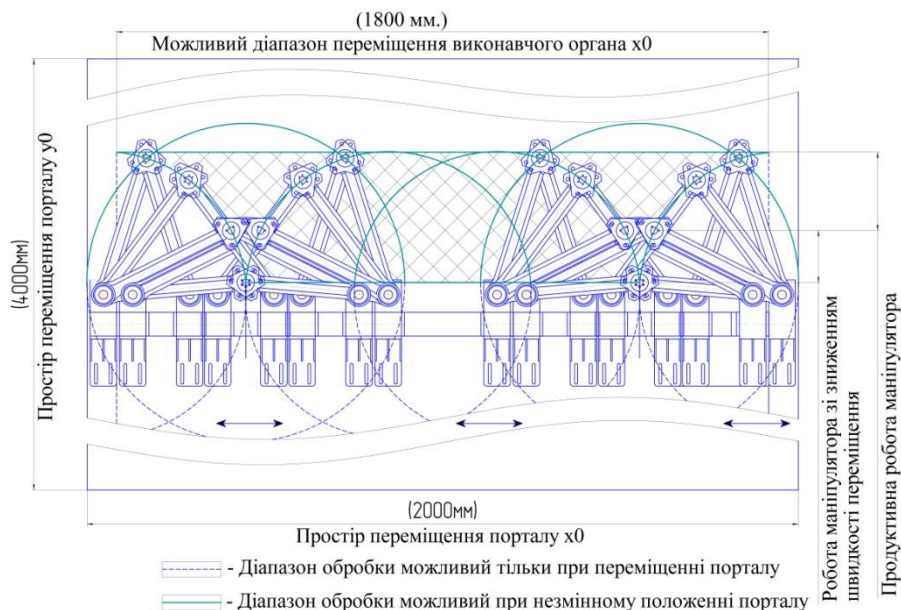 (1800 мм.)
Можливий діапазон переміщення виконавчого органа x0
Простір переміщення порталу y0
(4000мм)
(2000мм)
Простір переміщення порталу x0
- Діапазон обробки можливий тільки при переміщенні порталу
- Діапазон обробки можливий при незмінному положенні порталу
Робота маніпулятора зі зниженням
швидкості переміщення
Продуктивна робота маніпулятора